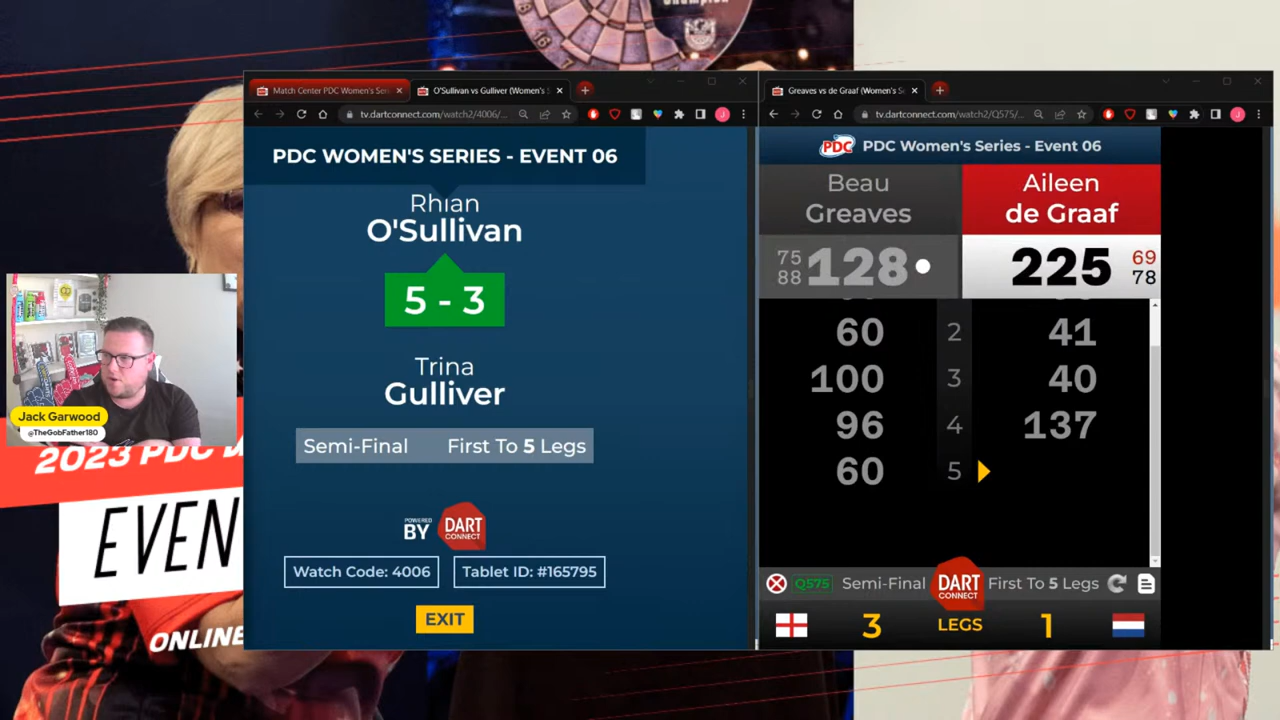 Champion
Match Center PDC Women's Seri
O'Sullivan vs Gulliver (Women's S
tv.dartconnect.com/watch2/4006/
J
PDC WOMEN'S SERIES - EVENT 06
Rhian
O'Sullivan
5 - 3
Trina
Gulliver
Semi-Final First To 5 Legs
POWERED
BY
DART
CONNECT
Watch Code: 4006 Tablet ID: #165795
EXIT
Greaves vs de Graaf (Women's Se
tv.dartconnect.com/watch2/Q575/
J
PDC PDC Women's Series - Event 06
Beau
Greaves
Aileen
de Graaf
75
88
128
225
69
78
60 2 41
100 3 40
96 4 137
60 5
Q575 Semi-Final DART CONNECT First To 5 Legs
3 LEGS 1
Jack Garwood
@TheGobFather180
2023 PDC
EVEN
ONLINE